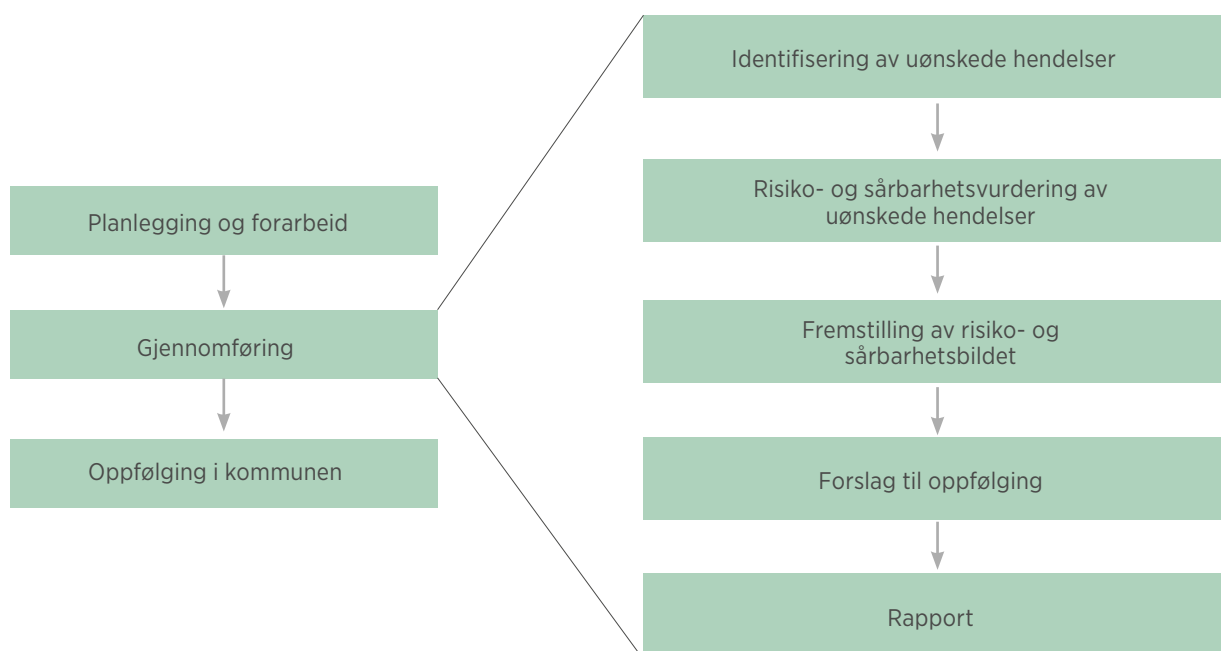 Planlegging og forarbeid
Gjennomføring
Oppfølging i kommunen
Identifisering av uønskede hendelser
Risiko- og sårbarhetsvurdering av
uønskede hendelser
Fremstilling av risiko- og
sårbarhetsbildet
Forslag til oppfølging
Rapport